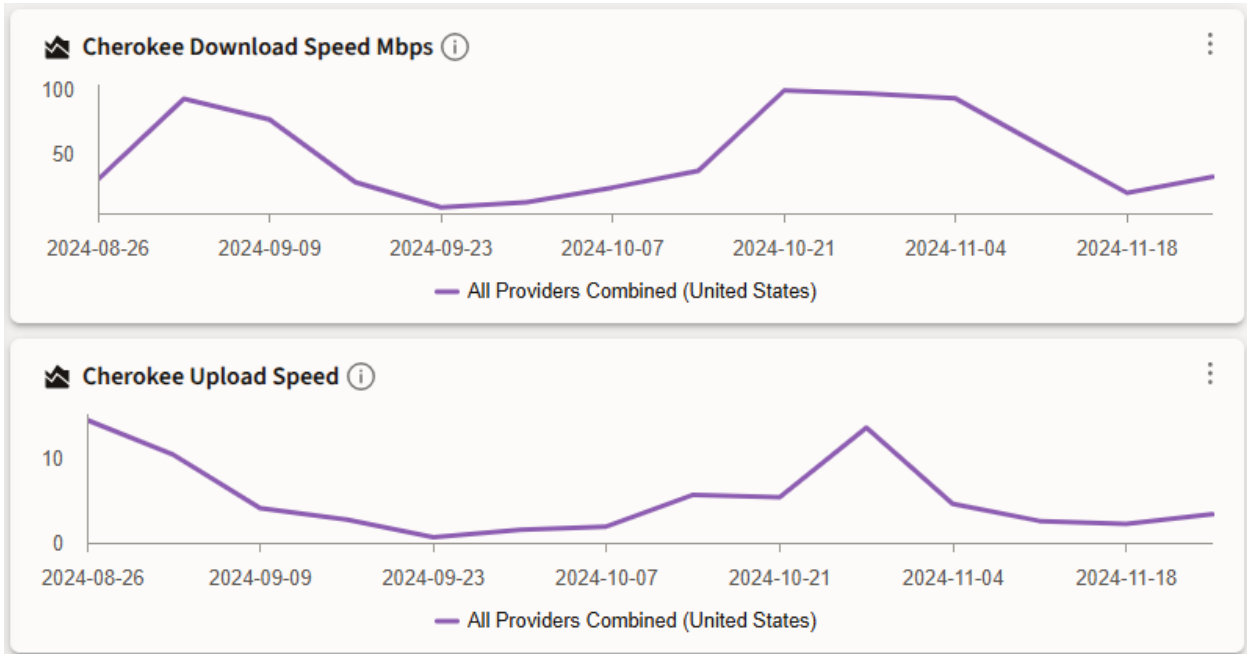 Cherokee Download Speed Mbps
100
50
2024-08-26 2024-09-09 2024-09-23 2024-10-07 2024-10-21 2024-11-04 2024-11-18
All Providers Combined (United States)
Cherokee Upload Speed
10
0
2024-08-26 2024-09-09 2024-09-23 2024-10-07 2024-10-21 2024-11-04 2024-11-18
All Providers Combined (United States)